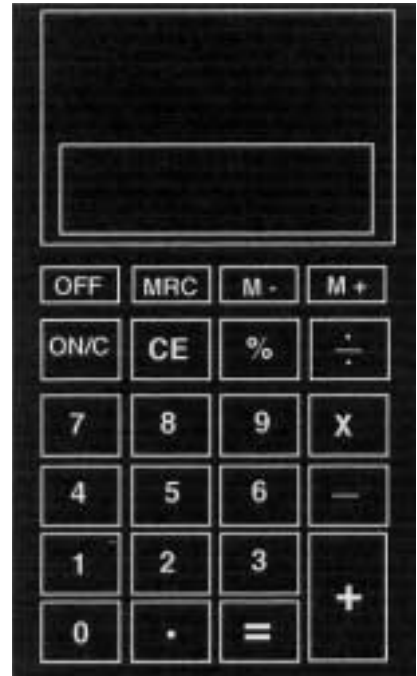 OFF MRC M - M +
ON/C CE % ÷
7 8 9 X
4 5 6 —
1 2 3
+
0 . =